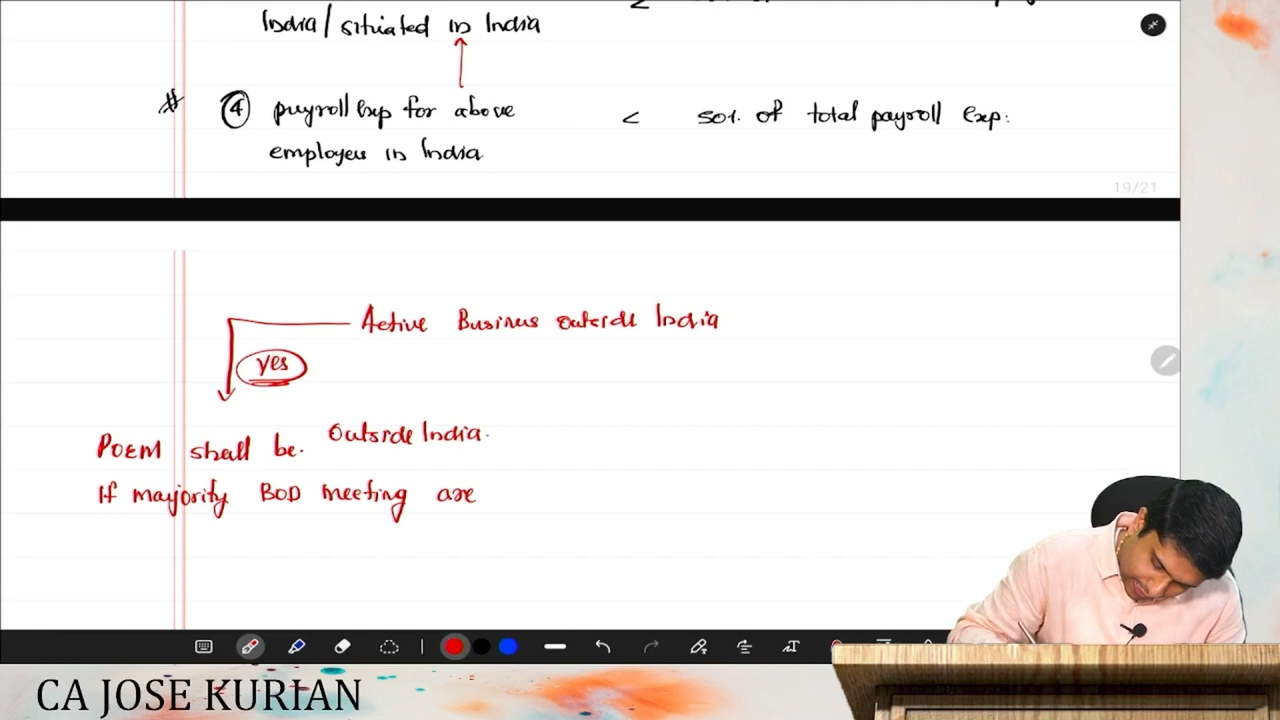 India / situated in India
# ④ payroll exp for above < 50% of total payroll Exp:
employees in India
19/21
Active Business outside India
yes
POEM shall be. Outside India.
If majority BOD meeting are
CA JOSE KURIAN